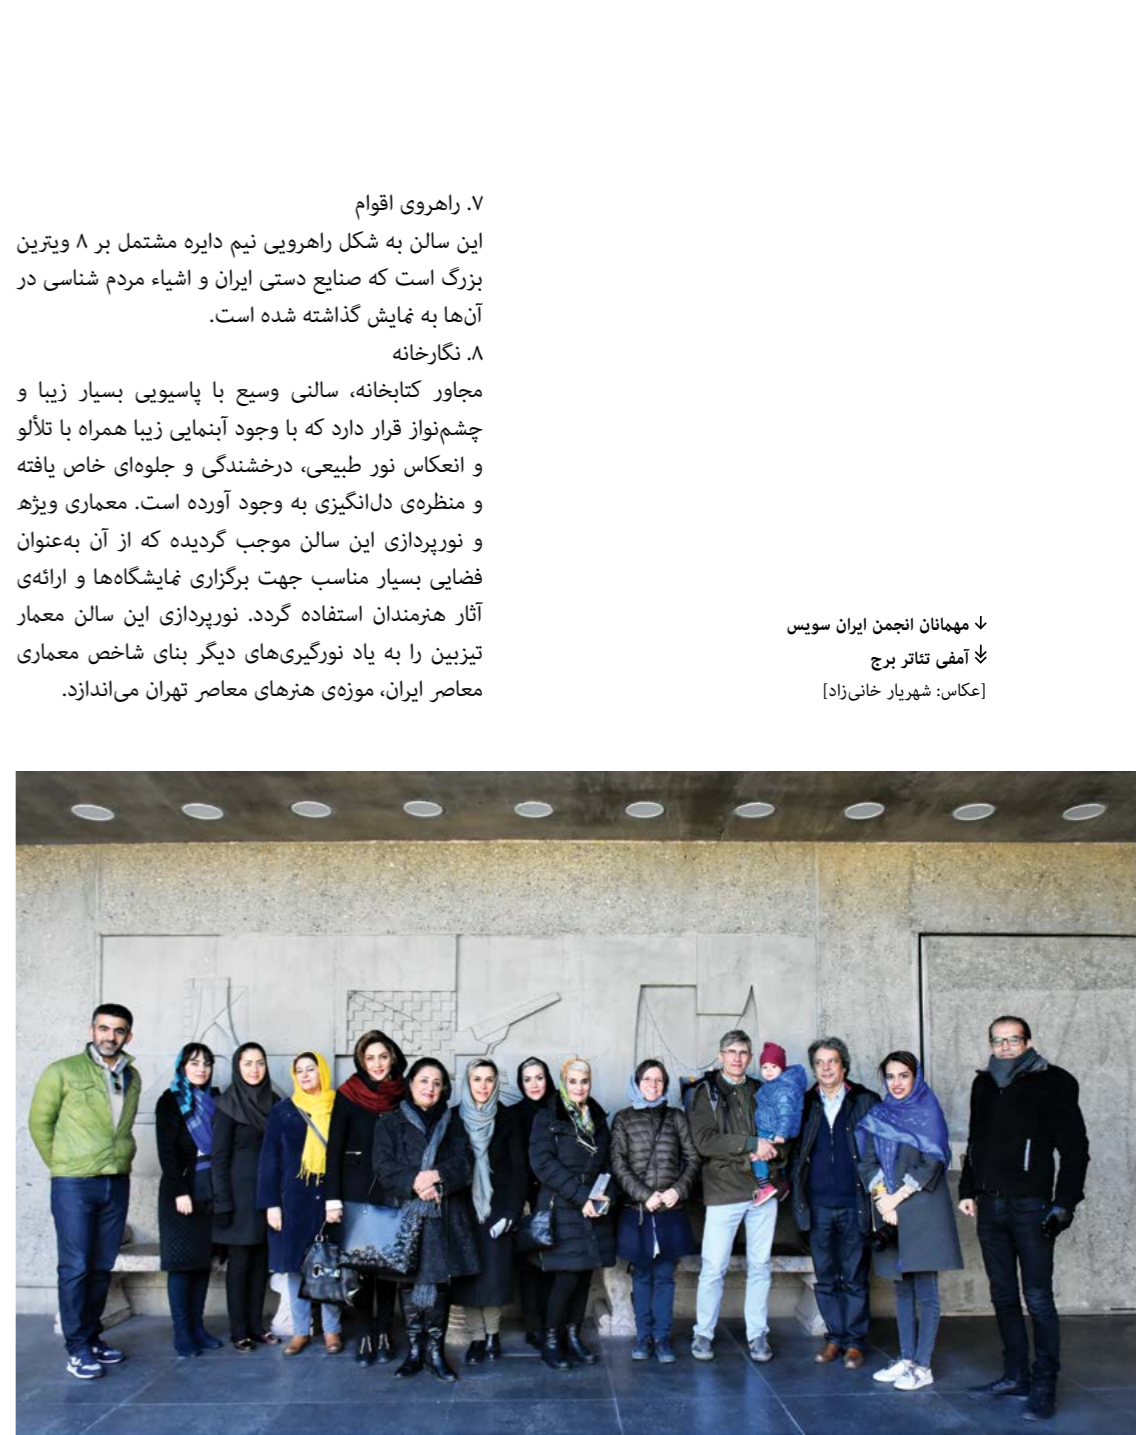 ۷. راهروی اقوام
این سالن به شکل راهرویی نیم دایره مشتمل بر ۸ ویترین
بزرگ است که صنایع دستی ایران و اشیاء مردم شناسی در
آن‌ها به نمایش گذاشته شده است.
۸. نگارخانه
مجاور کتابخانه، سالنی وسیع با پاسیویی بسیار زیبا و
چشم‌نواز قرار دارد که با وجود آبنمایی زیبا همراه با تلألو
و انعکاس نور طبیعی، درخشندگی و جلوه‌ای خاص یافته
و منظره‌ی دل‌انگیزی به وجود آورده است. معماری ویژه
و نورپردازی این سالن موجب گردیده که از آن به‌عنوان
فضایی بسیار مناسب جهت برگزاری نمایشگاه‌ها و ارائه‌ی
آثار هنرمندان استفاده گردد. نورپردازی این سالن معمار
تیزبین را به یاد نورگیری‌های دیگر بنای شاخص معماری
معاصر ایران، موزه‌ی هنرهای معاصر تهران می‌اندازد.
↓ مهمانان انجمن ایران سویس
↡ آمفی تئاتر برج
[عکاس: شهریار خانی‌زاد]